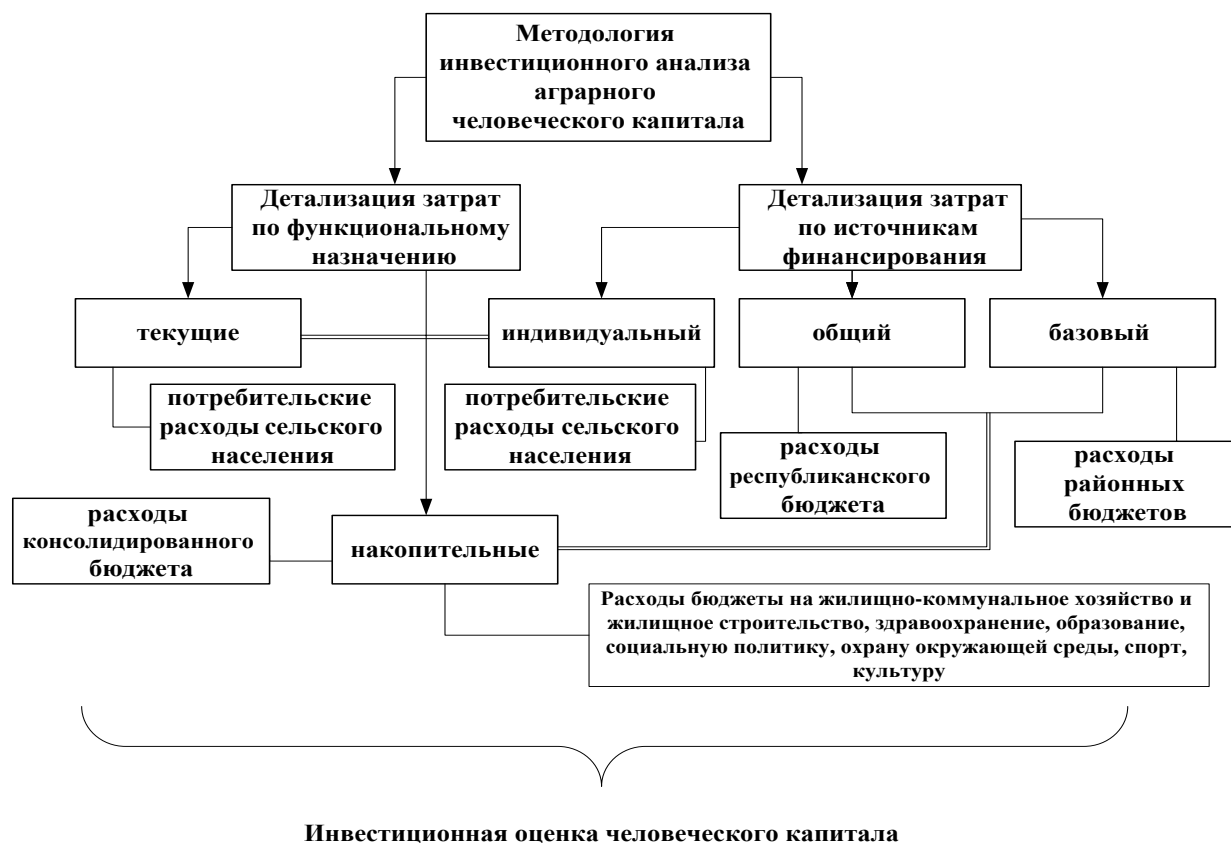 Методология
инвестиционного анализа
аграрного
человеческого капитала
Детализация затрат
по функциональному
назначению
Детализация затрат
по источникам
финансирования
текущие
индивидуальный
общий
базовый
потребительские
расходы сельского
населения
потребительские
расходы сельского
населения
расходы
республиканского
бюджета
расходы
районных
бюджетов
расходы
консолидированного
бюджета
накопительные
Расходы бюджеты на жилищно-коммунальное хозяйство и
жилищное строительство, здравоохранение, образование,
социальную политику, охрану окружающей среды, спорт,
культуру
Инвестиционная оценка человеческого капитала